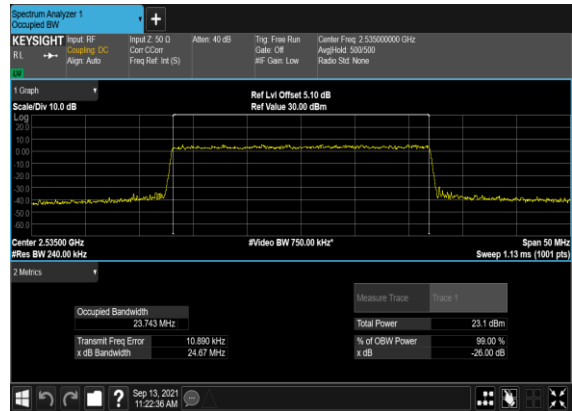 Spectrum Analyzer 1
Occupied BW
+
KEYSIGHT Input: RF Input Z: 50 Ω Atten: 40 dB Trig: Free Run Center Freq: 2.535000000 GHz
RL Coupling: DC Corr CCorr Gate: Off Avg|Hold: 500/500
Align: Auto Freq Ref: Int (S) #IF Gain: Low Radio Std: None
1 Graph
Ref Lvl Offset 5.10 dB
Scale/Div 10.0 dB Ref Value 30.00 dBm
Log
20.0
10.0
0.00
-10.0
-20.0
-30.0
-40.0
-50.0
-60.0
Center 2.53500 GHz #Video BW 750.00 kHz* Span 50 MHz
#Res BW 240.00 kHz Sweep 1.13 ms (1001 pts)
2 Metrics
Measure Trace Trace 1
Occupied Bandwidth
23.743 MHz Total Power 23.1 dBm
Transmit Freq Error 10.890 kHz % of OBW Power 99.00 %
x dB Bandwidth 24.67 MHz x dB -26.00 dB
? Sep 13, 2021
11:22:36 AM